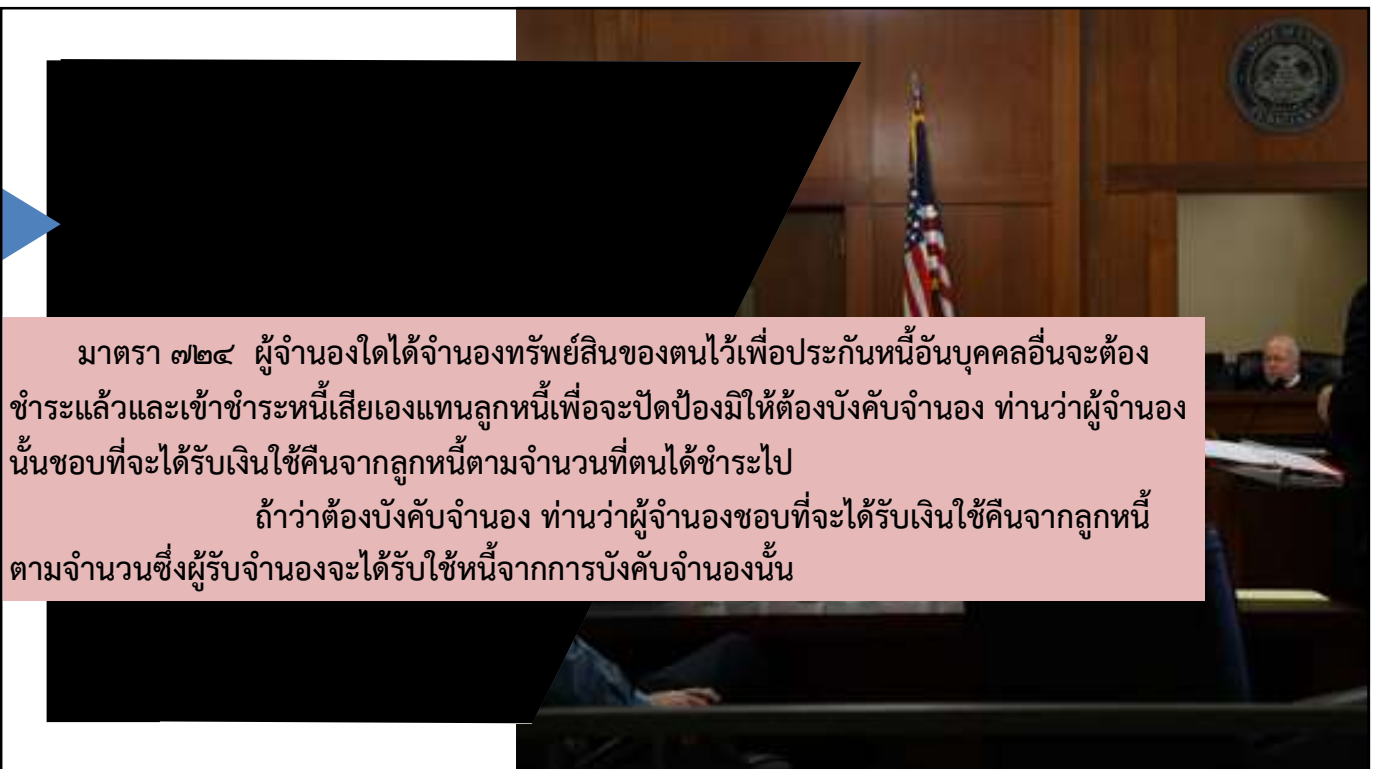 มาตรา ๗๒๔ ผู้จำนองใดได้จำนองทรัพย์สินของตนไว้เพื่อประกันหนี้อันบุคคลอื่นจะต้อง
ชำระแล้วและเข้าชำระหนี้เสียเองแทนลูกหนี้เพื่อจะปัดป้องมิให้ต้องบังคับจำนอง ท่านว่าผู้จำนอง
นั้นชอบที่จะได้รับเงินใช้คืนจากลูกหนี้ตามจำนวนที่ตนได้ชำระไป
ถ้าว่าต้องบังคับจำนอง ท่านว่าผู้จำนองชอบที่จะได้รับเงินใช้คืนจากลูกหนี้
ตามจำนวนซึ่งผู้รับจำนองจะได้รับใช้หนี้จากการบังคับจำนองนั้น